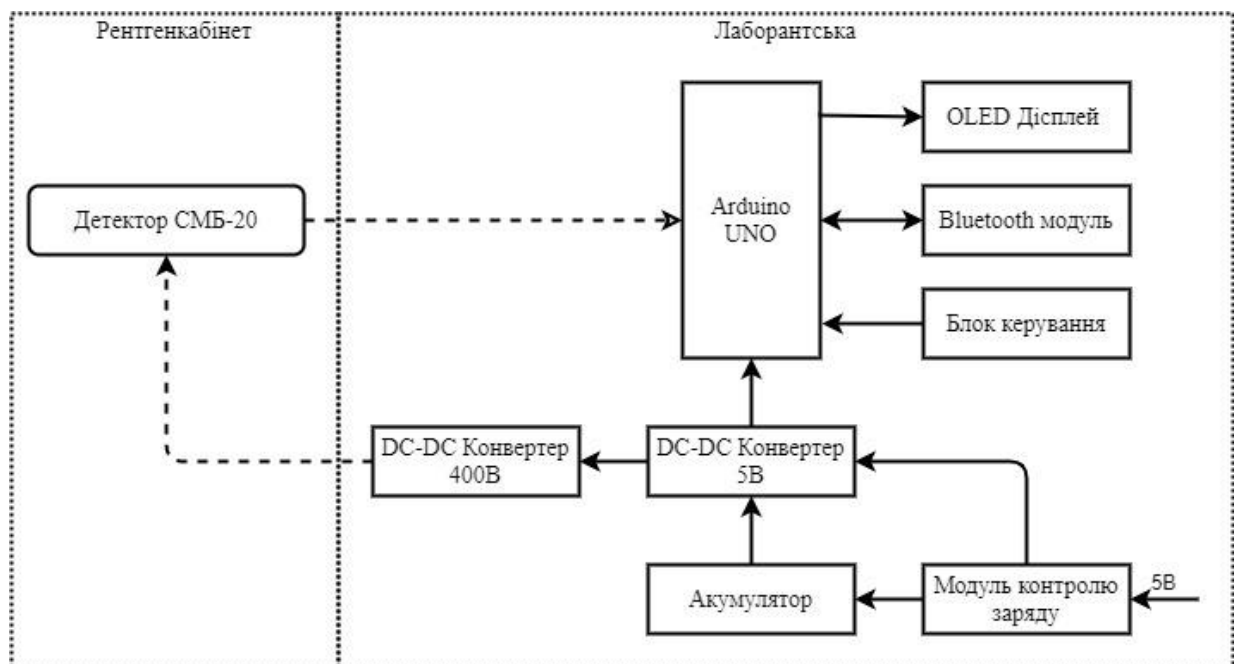 Рентгенкабінет
Лаборантська
OLED Дісплей
Детектор СМБ-20
Arduino
UNO
Bluetooth модуль
Блок керування
DC-DC Конвертер
400В
DC-DC Конвертер
5В
Акумулятор
Модуль контролю
заряду
5В